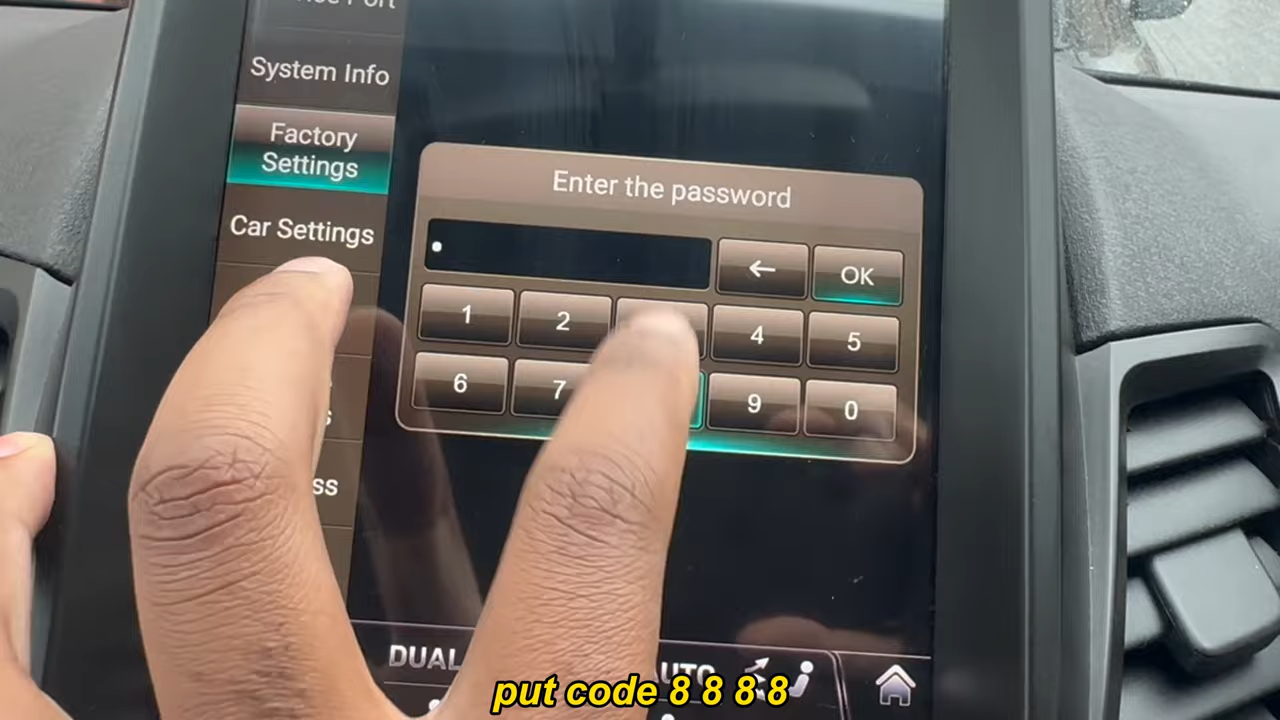 System Info
Factory
Settings
Car Settings
Enter the password
OK
1 2 4 5
6 7 9 0
DUAL
put code 8 8 8 8